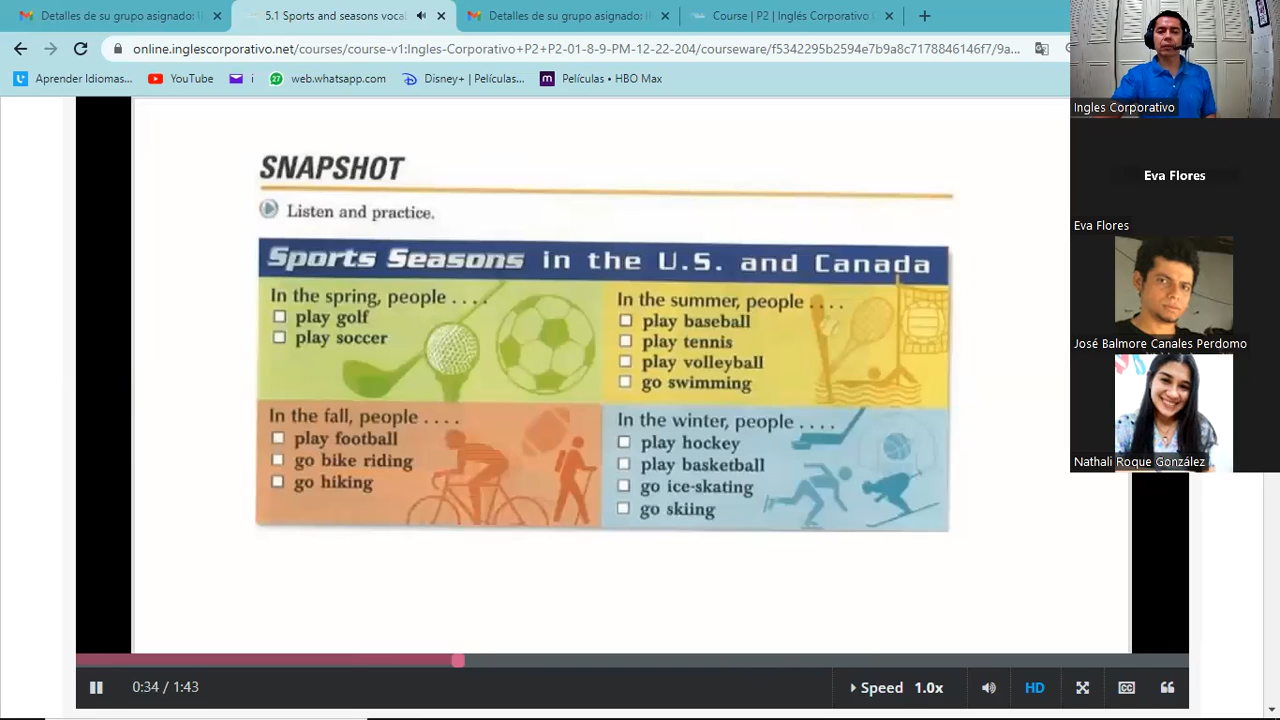 Detalles de su grupo asignado: I
5.1 Sports and seasons vocab
Detalles de su grupo asignado: I
Course | P2 | Inglés Corporativo
online.inglescorporativo.net/courses/course-v1:Ingles-Corporativo+P2+P2-01-8-9-PM-12-22-204/courseware/f5342295b2594e7b9a9c7178846146f7/9a...
Aprender Idiomas...
YouTube
i
web.whatsapp.com
Disney+ | Películas...
Películas • HBO Max
SNAPSHOT
Listen and practice.
Sports Seasons in the U.S. and Canada
In the spring, people . . . .
play golf
play soccer
In the summer, people . . . .
play baseball
play tennis
play volleyball
go swimming
In the fall, people . . . .
play football
go bike riding
go hiking
In the winter, people . . . .
play hockey
play basketball
go ice-skating
go skiing
0:34 / 1:43
Speed 1.0x
HD
CC
Ingles Corporativo
Eva Flores
Eva Flores
José Balmore Canales Perdomo
Nathali Roque González